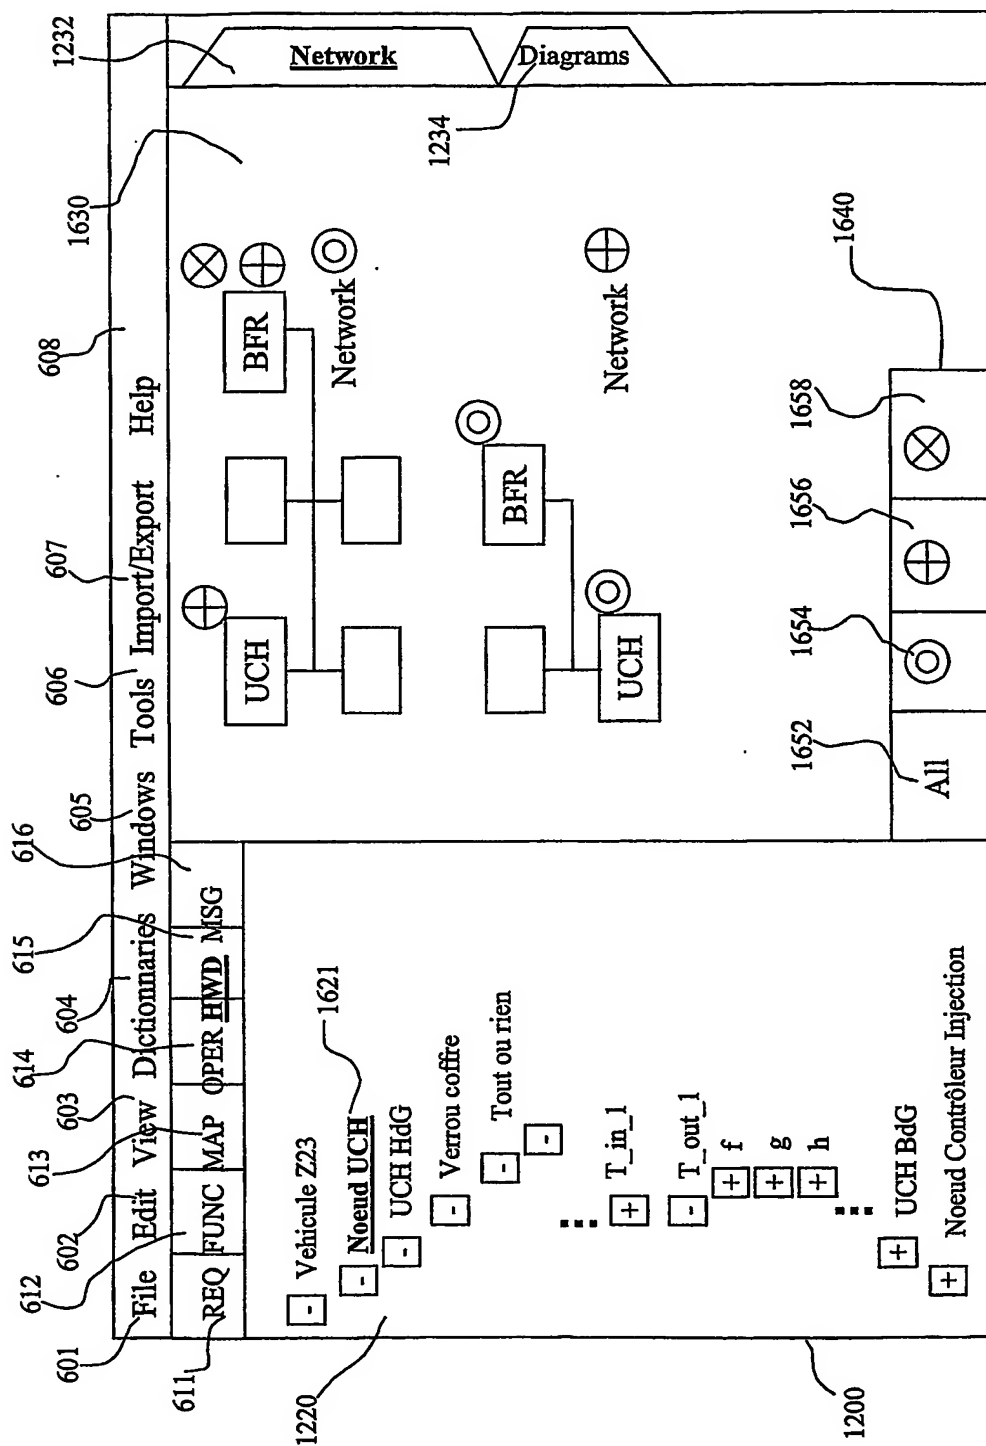 601 602 603 604 605 606 607 608 1630 1232
File Edit View Dictionnaries Windows Tools Import/Export Help
611 612 613 614 615 616
REQ FUNC MAP OPER HWD MSG
Network
Diagrams
1234
1220
- Vehicule Z23
- Noeud UCH
1621
- UCH HdG
- Verrou coffre
- Tout ou rien
-
...
+ T_in_1
- T_out_1
+ f
+ g
+ h
...
+ UCH BdG
+ Noeud Contrôleur Injection
1200
UCH BFR
Network
BFR
UCH
Network
1652 1654 1656 1658 1640
All